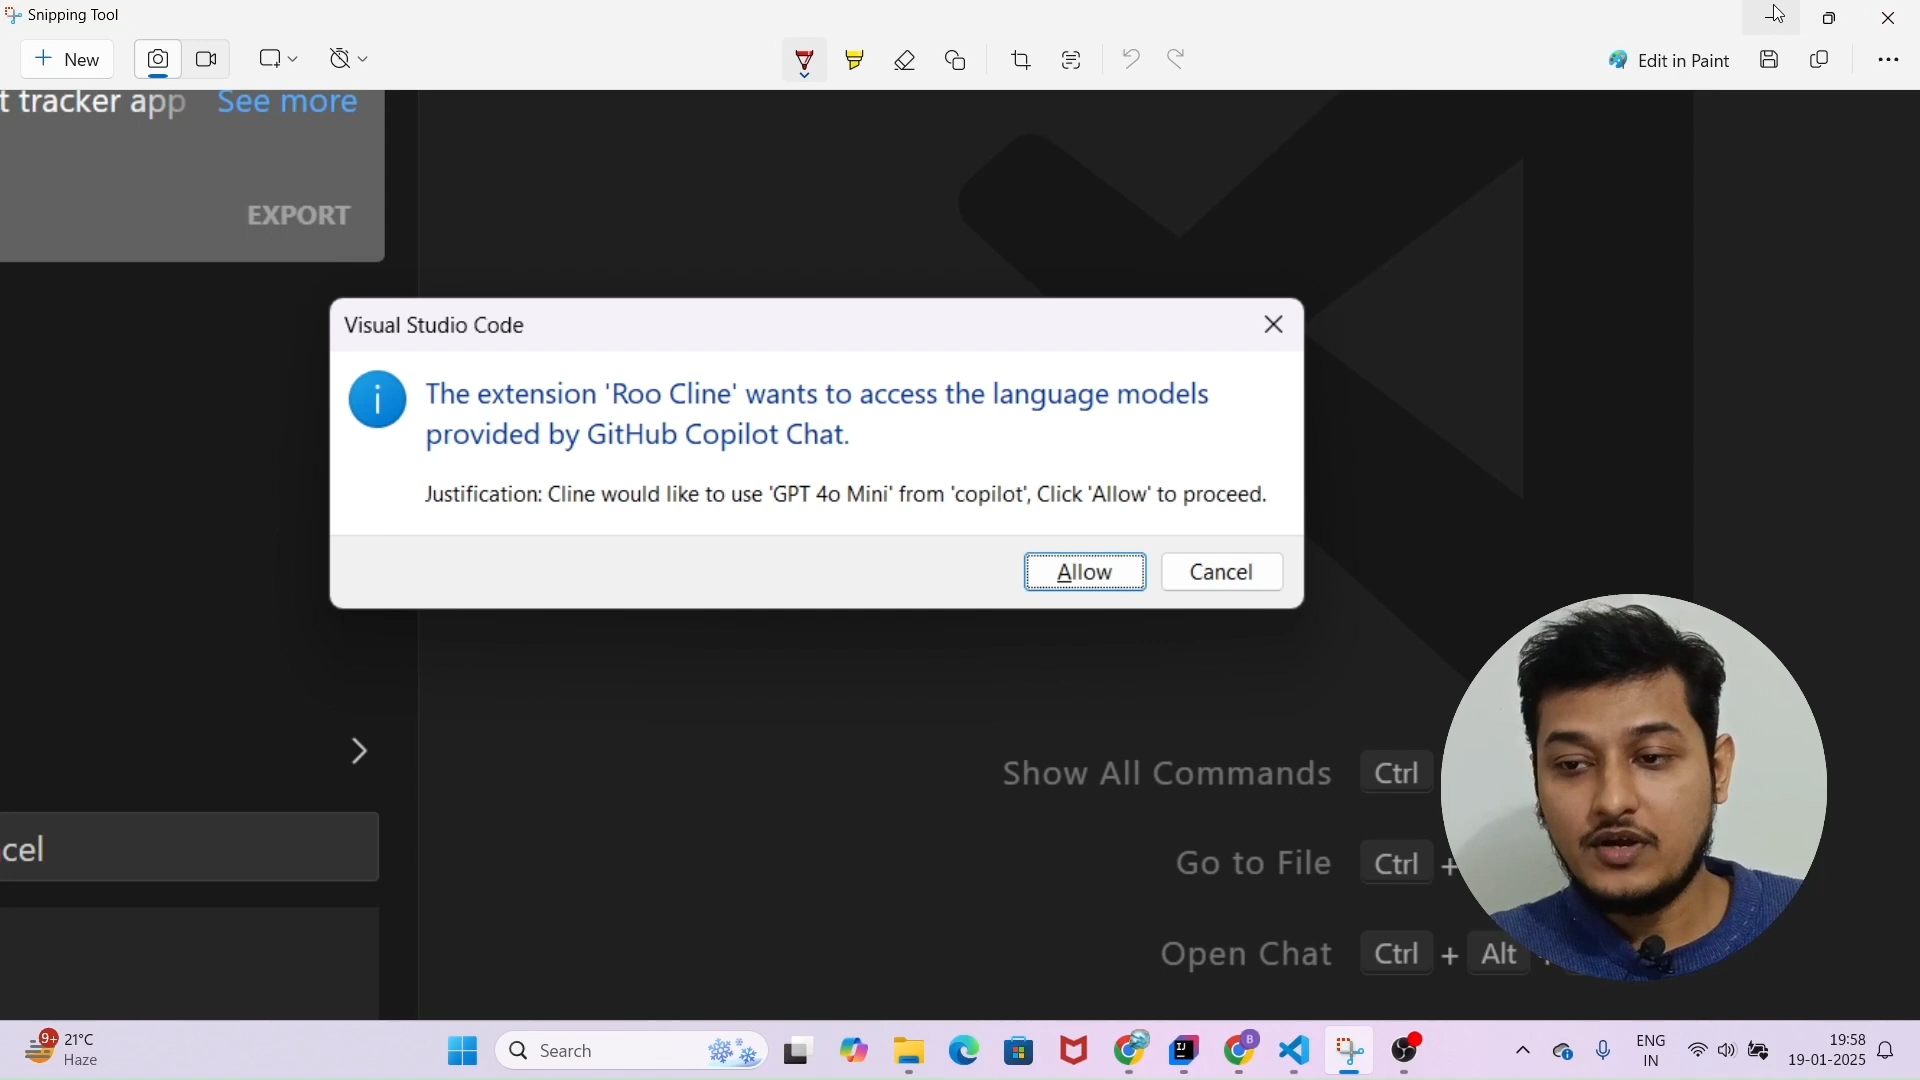 Snipping Tool
New
Edit in Paint
t tracker app See more
EXPORT
Visual Studio Code
The extension 'Roo Cline' wants to access the language models
provided by GitHub Copilot Chat.
Justification: Cline would like to use 'GPT 4o Mini' from 'copilot', Click 'Allow' to proceed.
Allow
Cancel
Show All Commands Ctrl
cel
Go to File Ctrl +
Open Chat Ctrl + Alt
9+
21°C
Haze
Search
B
IJ
ENG
IN
19:58
19-01-2025